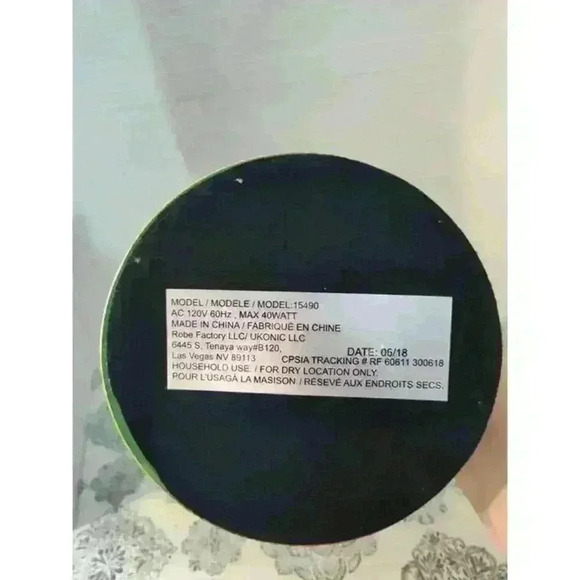 MODEL / MODELE / MODEL:15490
AC 120V 60Hz , MAX 40WATT
MADE IN CHINA / FABRIQUÉ EN CHINE
Robe Factory LLC/ UKONIC LLC
6445 S, Tenaya way#B120,
DATE: 06/18
Las Vegas NV 89113 CPSIA TRACKING # RF 60611 300618
HOUSEHOLD USE. / FOR DRY LOCATION ONLY.
POUR L'USAGÁ LA MASISON / RÉSEVÉ AUX ENDROITS SECS.